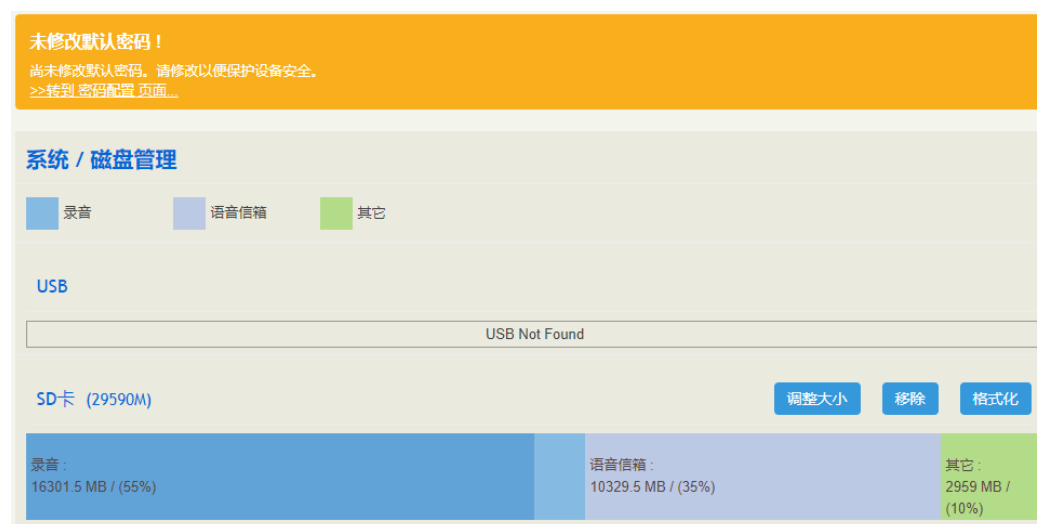 未修改默认密码！
尚未修改默认密码。请修改以便保护设备安全。
>>转到 密码配置 页面...
系统 / 磁盘管理
录音 语音信箱 其它
USB
USB Not Found
SD卡 (29590M) 调整大小 移除 格式化
录音 : 语音信箱 : 其它 :
16301.5 MB / (55%) 10329.5 MB / (35%) 2959 MB /
(10%)